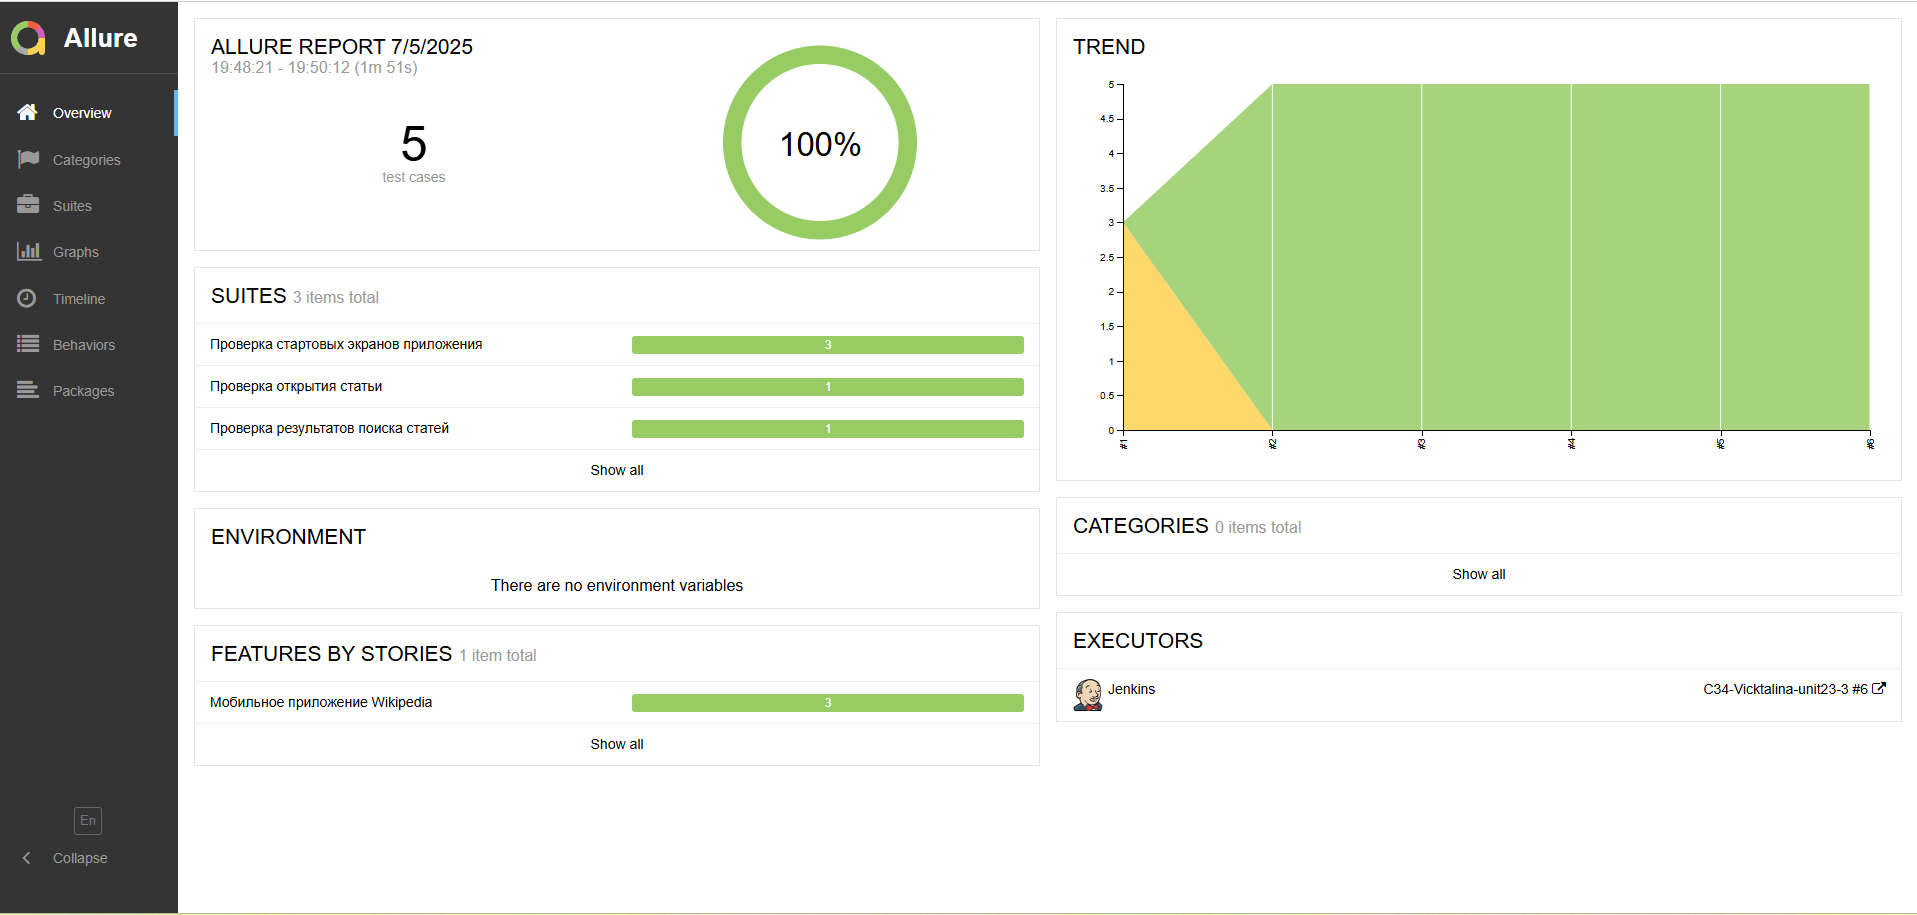 Allure
Overview
Categories
Suites
Graphs
Timeline
Behaviors
Packages
En
Collapse
ALLURE REPORT 7/5/2025
19:48:21 - 19:50:12 (1m 51s)
5
test cases
100%
SUITES 3 items total
Проверка стартовых экранов приложения 3
Проверка открытия статьи 1
Проверка результатов поиска статей 1
Show all
ENVIRONMENT
There are no environment variables
FEATURES BY STORIES 1 item total
Мобильное приложение Wikipedia 3
Show all
TREND
5
4.5
4
3.5
3
2.5
2
1.5
1
0.5
0
#1 #2 #3 #4 #5 #6
CATEGORIES 0 items total
Show all
EXECUTORS
Jenkins C34-Vicktalina-unit23-3 #6